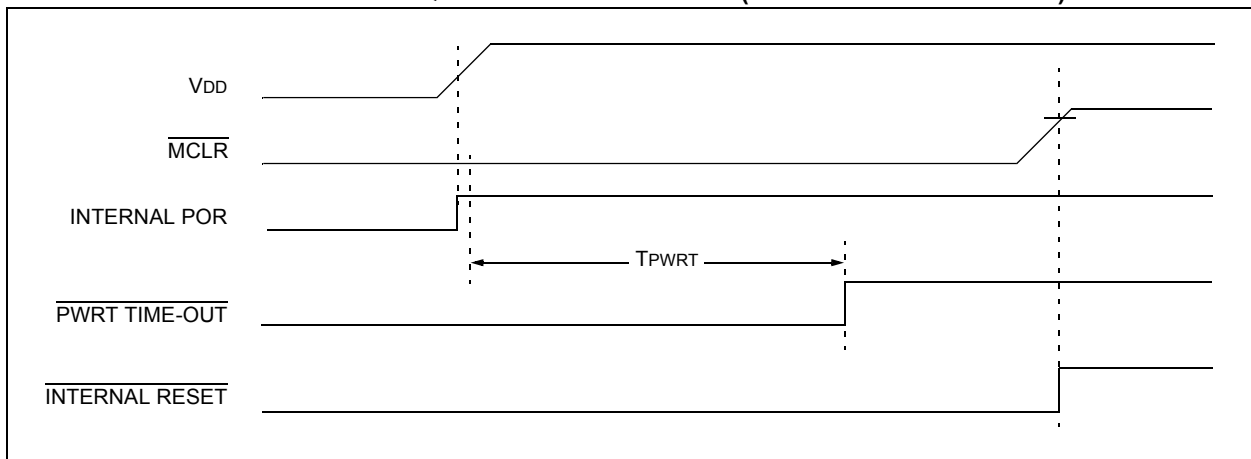 VDD
MCLR
INTERNAL POR
TPWRT
PWRT TIME-OUT
INTERNAL RESET